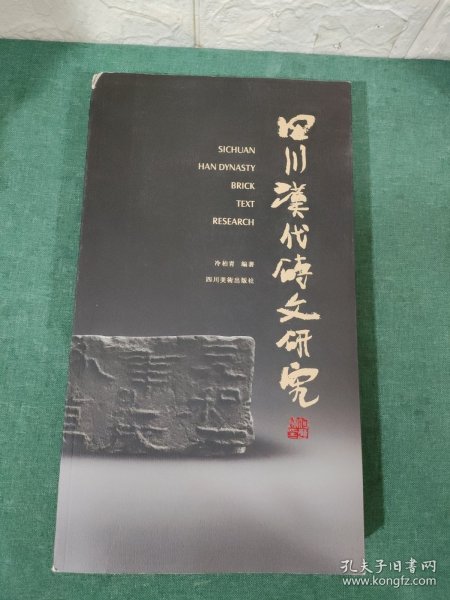 四川漢代磚文研究
SICHUAN
HAN DYNASTY
BRICK
TEXT
RESEARCH
冷柏青 編著
四川美術出版社
孔夫子旧书网
www.kongfz.com